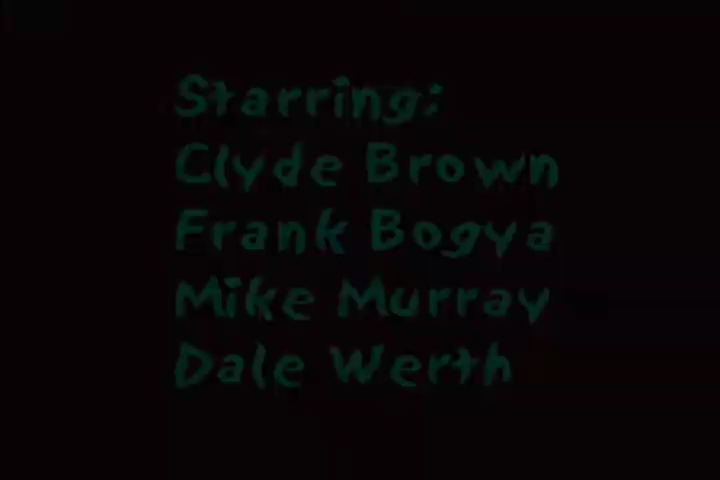 Starring:
Clyde Brown
Frank Bogya
Mike Murray
Dale Werth